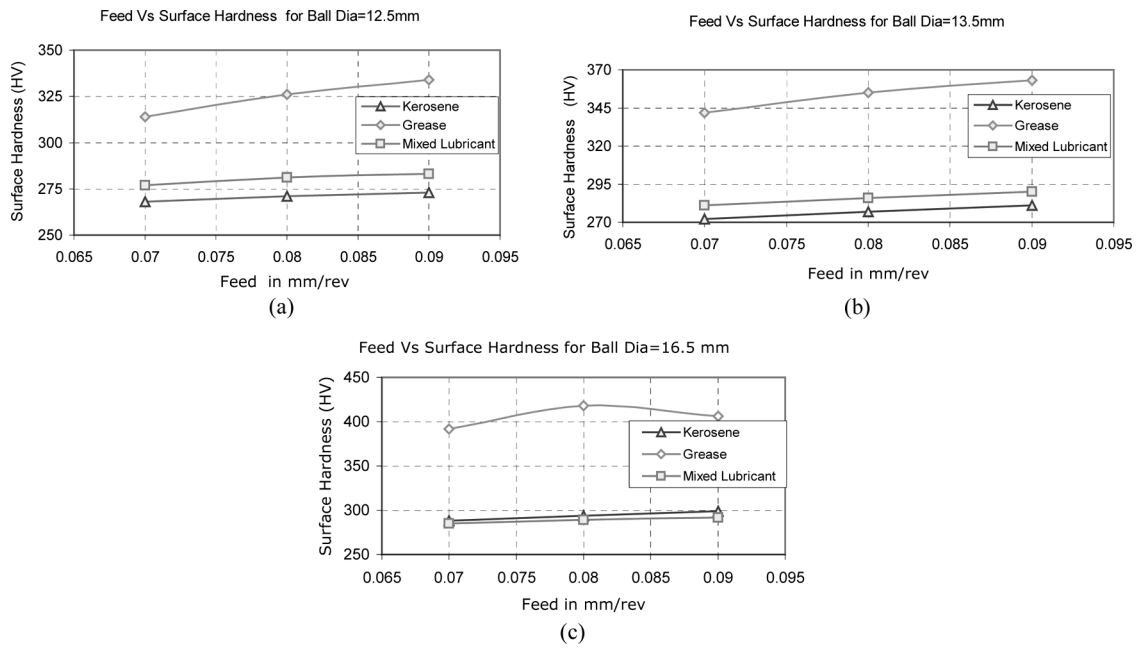 Feed Vs Surface Hardness for Ball Dia=12.5mm
350
325
300
275
250
Surface Hardness (HV)
Kerosene
Grease
Mixed Lubricant
0.065 0.07 0.075 0.08 0.085 0.09 0.095
Feed in mm/rev
(a)
Feed Vs Surface Hardness for Ball Dia=13.5mm
370
345
320
295
270
Surface Hardness (HV)
Kerosene
Grease
Mixed Lubricant
0.065 0.07 0.075 0.08 0.085 0.09 0.095
Feed in mm/rev
(b)
Feed Vs Surface Hardness for Ball Dia=16.5 mm
450
400
350
300
250
Surface Hardness (HV)
Kerosene
Grease
Mixed Lubricant
0.065 0.07 0.075 0.08 0.085 0.09 0.095
Feed in mm/rev
(c)